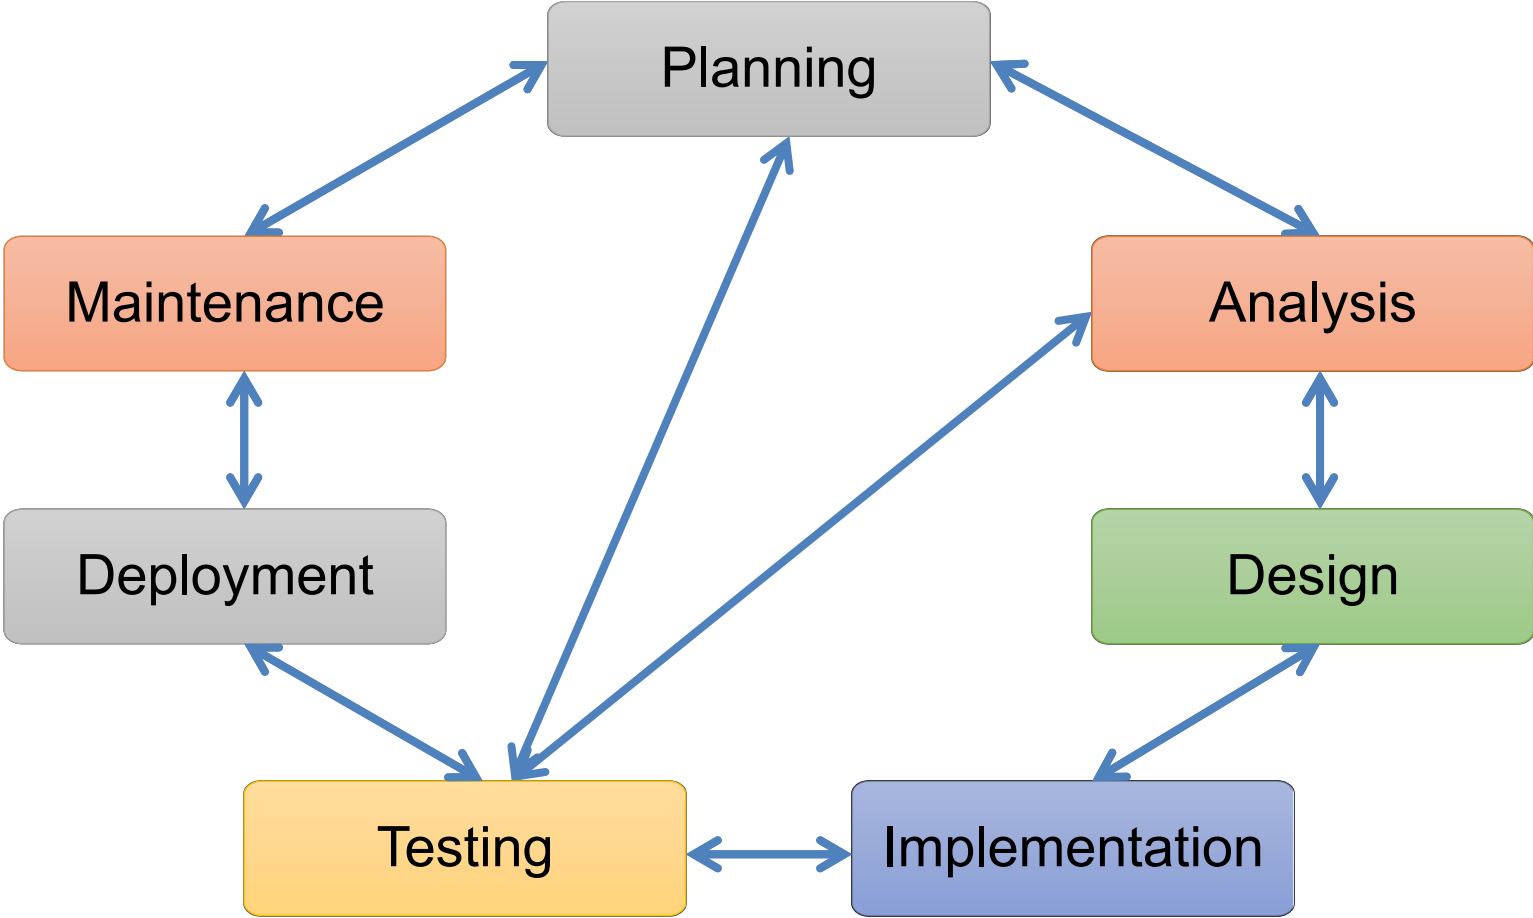 Planning
Maintenance
Analysis
Deployment
Design
Testing
Implementation